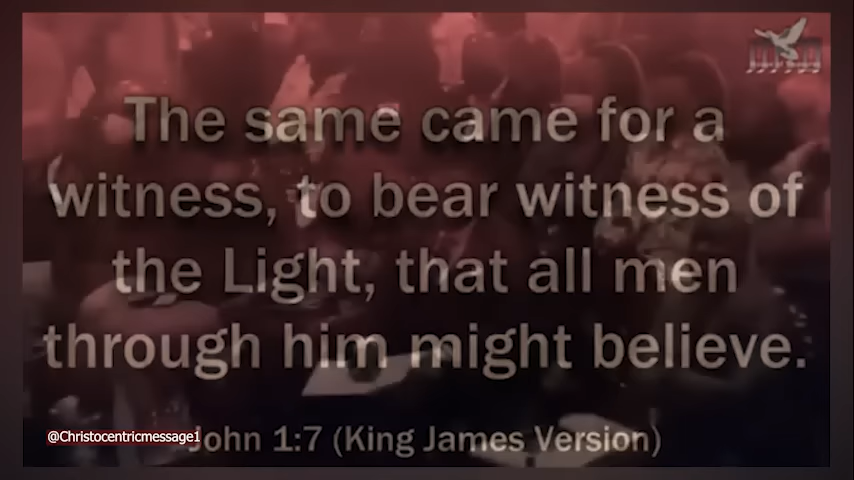 The same came for a
witness, to bear witness of
the Light, that all men
through him might believe.
@Christocentricmessage1
John 1:7 (King James Version)